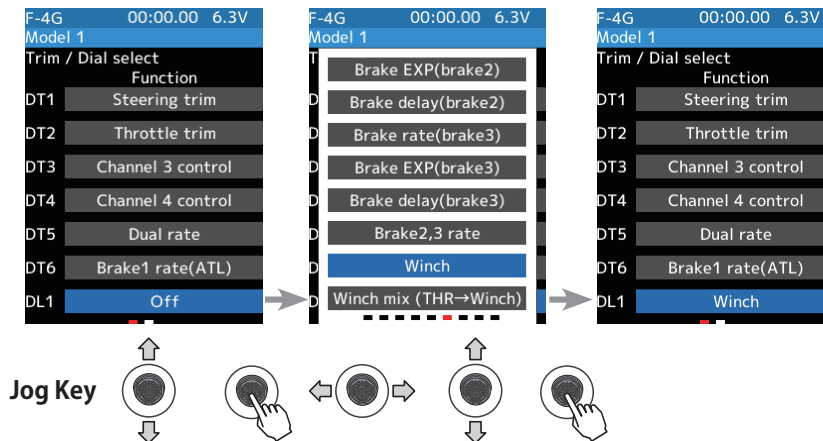 F-4G 00:00.00 6.3V
Model 1
Trim / Dial select
Function
DT1 Steering trim
DT2 Throttle trim
DT3 Channel 3 control
DT4 Channel 4 control
DT5 Dual rate
DT6 Brake1 rate(ATL)
DL1 Off
F-4G 00:00.00 6.3V
Model 1
T
Brake EXP(brake2)
D Brake delay(brake2)
D Brake rate(brake3)
D Brake EXP(brake3)
D Brake delay(brake3)
D Brake2,3 rate
D Winch
D Winch mix (THR→Winch)
F-4G 00:00.00 6.3V
Model 1
Trim / Dial select
Function
DT1 Steering trim
DT2 Throttle trim
DT3 Channel 3 control
DT4 Channel 4 control
DT5 Dual rate
DT6 Brake1 rate(ATL)
DL1 Winch
Jog Key